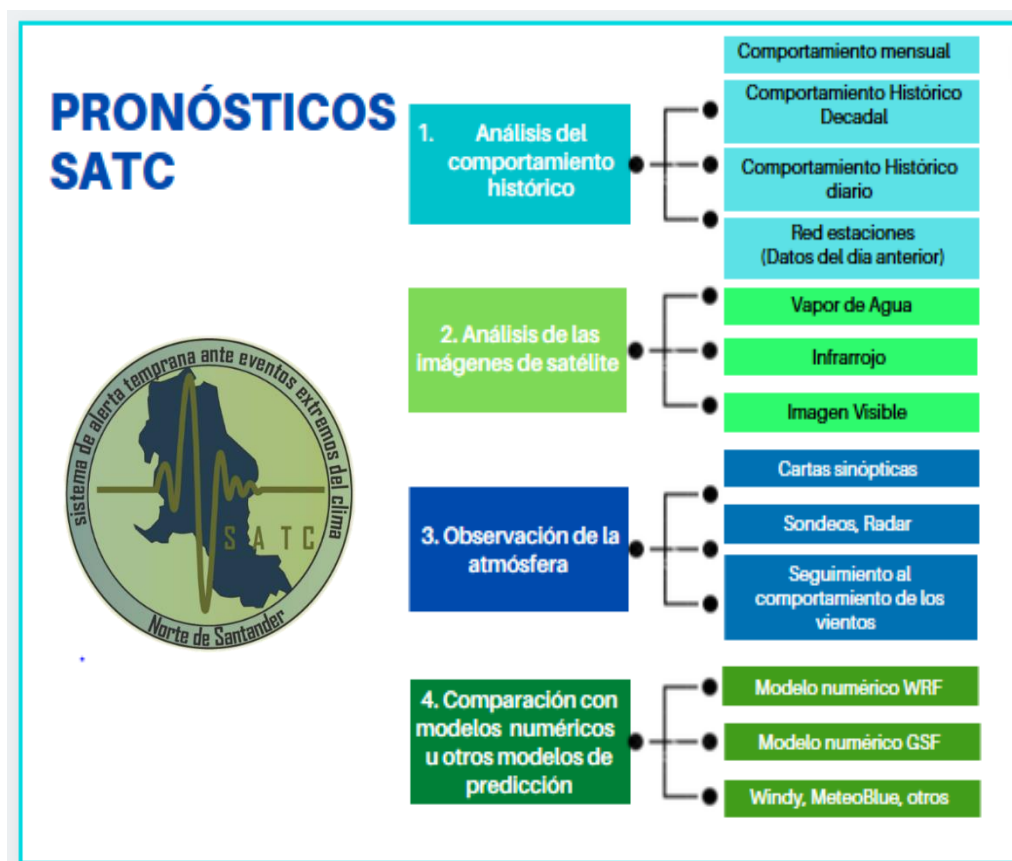 PRONÓSTICOS
SATC
sistema de alerta temprana ante eventos extremos del clima
S A T C
Norte de Santander
1. Análisis del
comportamiento
histórico
Comportamiento mensual
Comportamiento Histórico
Decadal
Comportamiento Histórico
diario
Red estaciones
(Datos del dia anterior)
2. Análisis de las
imágenes de satélite
Vapor de Agua
Infrarrojo
Imagen Visible
3. Observación de la
atmósfera
Cartas sinópticas
Sondeos, Radar
Seguimiento al
comportamiento de los
vientos
4. Comparación con
modelos numéricos
u otros modelos de
predicción
Modelo numérico WRF
Modelo numérico GSF
Windy, MeteoBlue, otros